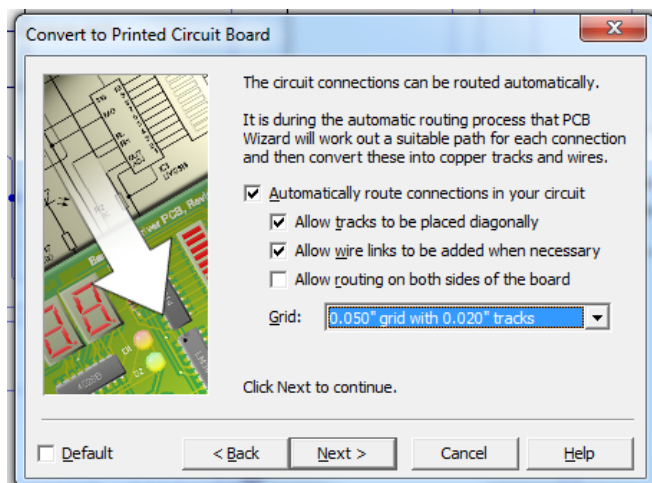 Convert to Printed Circuit Board
The circuit connections can be routed automatically.
It is during the automatic routing process that PCB
Wizard will work out a suitable path for each connection
and then convert these into copper tracks and wires.
Automatically route connections in your circuit
Allow tracks to be placed diagonally
Allow wire links to be added when necessary
Allow routing on both sides of the board
Grid:
0.050" grid with 0.020" tracks
Click Next to continue.
Default
< Back
Next >
Cancel
Help